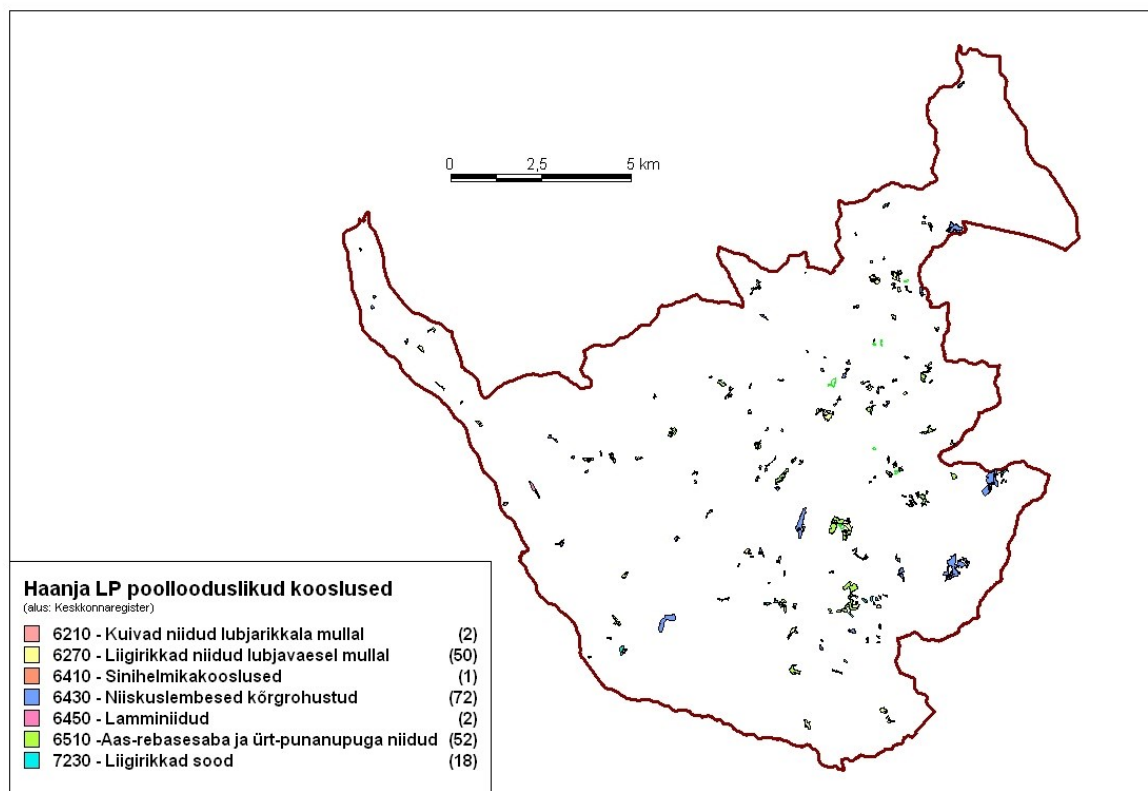 0 2,5 5 km
Haanja LP poollooduslikud kooslused
(alus: Keskkonnaregister)
6210 - Kuivad niidud lubjarikkala mullal (2)
6270 - Liigirikkad niidud lubjavaesel mullal (50)
6410 - Sinihelmikakooslused (1)
6430 - Niiskuslembesed kõrgrohustud (72)
6450 - Lamminiidud (2)
6510 -Aas-rebasesaba ja ürt-punanupuga niidud (52)
7230 - Liigirikkad sood (18)